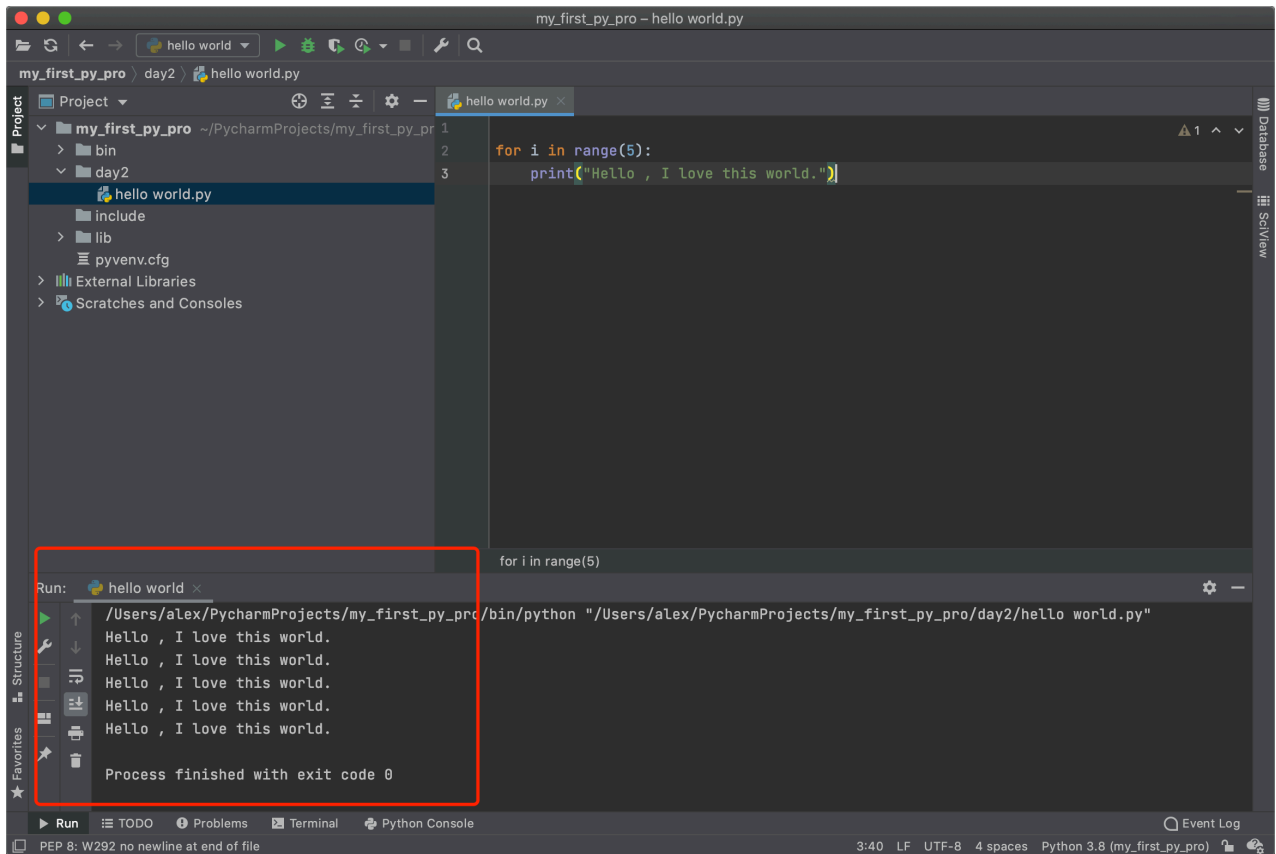 my_first_py_pro – hello world.py
hello world
my_first_py_pro day2 hello world.py
Project
Project
my_first_py_pro ~/PycharmProjects/my_first_py_pr
bin
day2
hello world.py
include
lib
pyvenv.cfg
External Libraries
Scratches and Consoles
hello world.py
1
2 for i in range(5):
3 print("Hello , I love this world.")
1
for i in range(5)
Database
SciView
Run: hello world
/Users/alex/PycharmProjects/my_first_py_pro/bin/python "/Users/alex/PycharmProjects/my_first_py_pro/day2/hello world.py"
Hello , I love this world.
Hello , I love this world.
Hello , I love this world.
Hello , I love this world.
Hello , I love this world.
Process finished with exit code 0
Structure
Favorites
Run TODO Problems Terminal Python Console Event Log
PEP 8: W292 no newline at end of file 3:40 LF UTF-8 4 spaces Python 3.8 (my_first_py_pro)